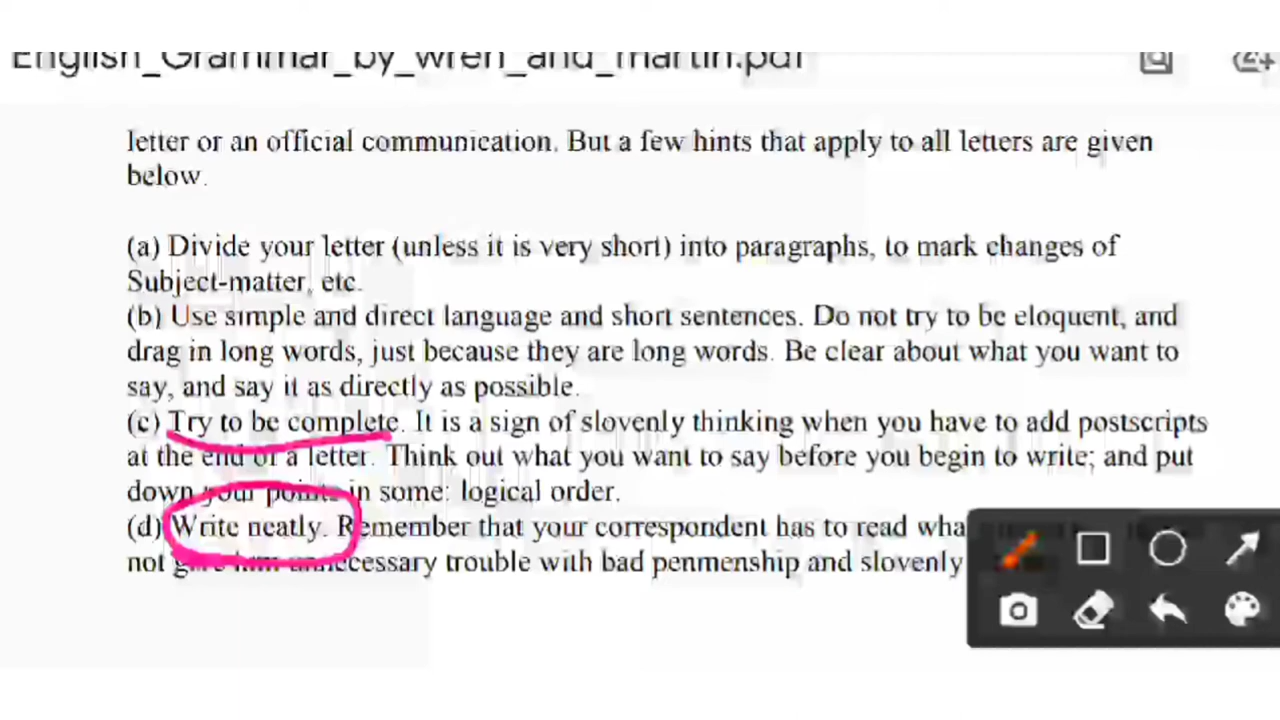 English_Grammar_by_wren_and_martin.pdf
letter or an official communication. But a few hints that apply to all letters are given
below.
(a) Divide your letter (unless it is very short) into paragraphs, to mark changes of
Subject-matter, etc.
(b) Use simple and direct language and short sentences. Do not try to be eloquent, and
drag in long words, just because they are long words. Be clear about what you want to
say, and say it as directly as possible.
(c) Try to be complete. It is a sign of slovenly thinking when you have to add postscripts
at the end of a letter. Think out what you want to say before you begin to write; and put
down your points in some: logical order.
(d) Write neatly. Remember that your correspondent has to read
not give him unnecessary trouble with bad penmenship and slovenly